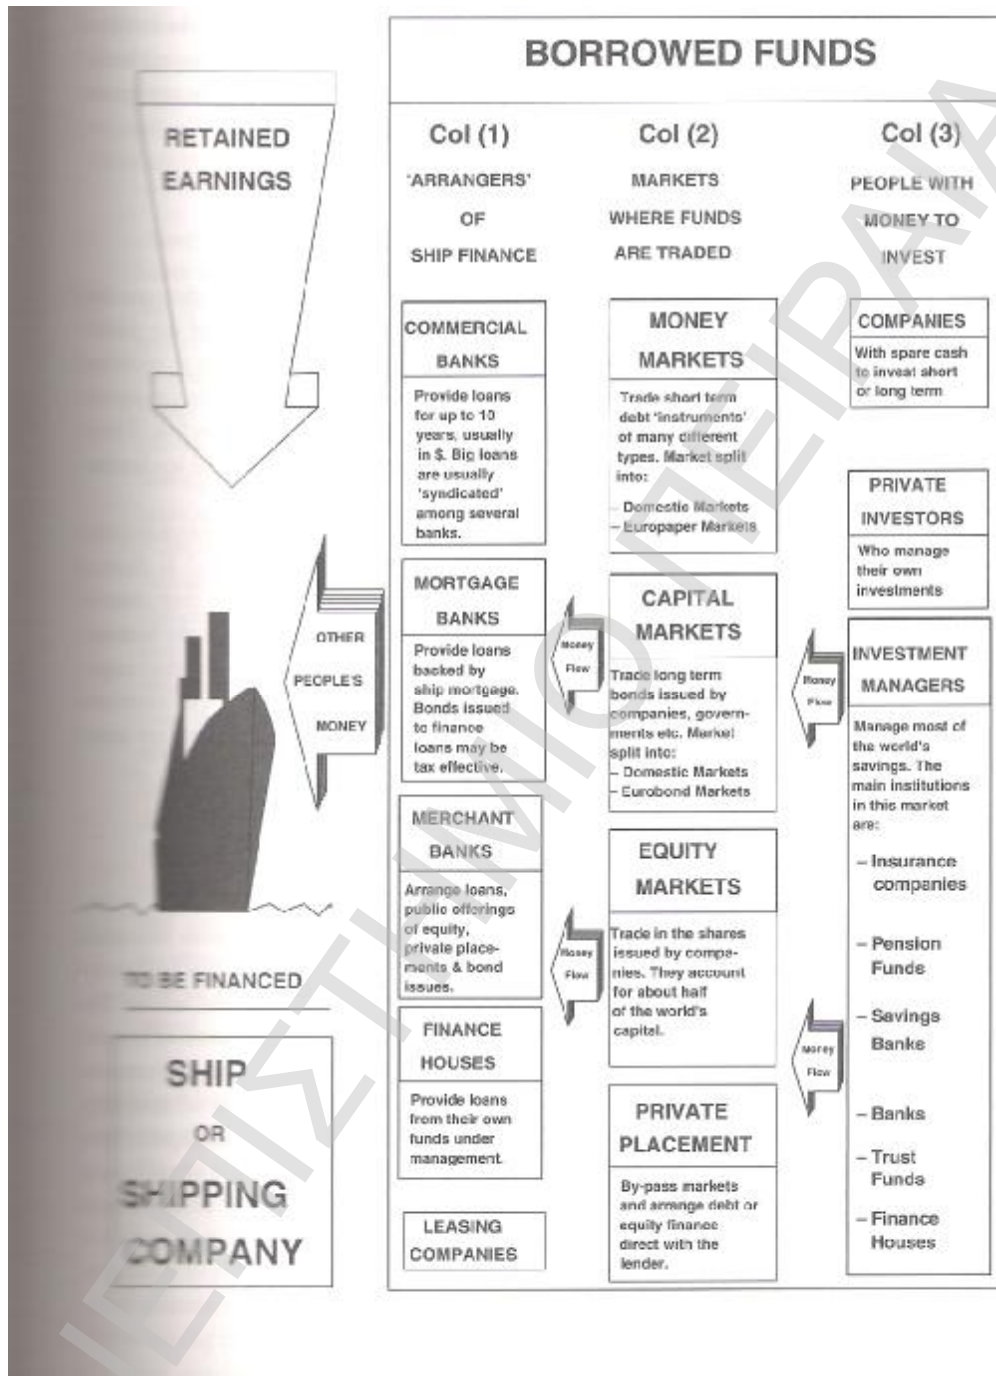 BORROWED FUNDS
RETAINED
EARNINGS
Col (1)
'ARRANGERS'
OF
SHIP FINANCE
COMMERCIAL
BANKS
Provide loans
for up to 10
years, usually
in $. Big loans
are usually
'syndicated'
among several
banks.
MORTGAGE
BANKS
Provide loans
backed by
ship mortgage.
Bonds issued
to finance
loans may be
tax effective.
MERCHANT
BANKS
Arrange loans,
public offerings
of equity,
private place-
ments & bond
issues.
FINANCE
HOUSES
Provide loans
from their own
funds under
management.
LEASING
COMPANIES
Col (2)
MARKETS
WHERE FUNDS
ARE TRADED
MONEY
MARKETS
Trade short term
debt 'instruments'
of many different
types. Market split
into:
– Domestic Markets
– Europaper Markets
CAPITAL
MARKETS
Trade long term
bonds issued by
companies, govern-
ments etc. Market
split into:
– Domestic Markets
– Eurobond Markets
EQUITY
MARKETS
Trade in the shares
issued by compa-
nies. They account
for about half
of the world's
capital.
PRIVATE
PLACEMENT
By-pass markets
and arrange debt or
equity finance
direct with the
lender.
Col (3)
PEOPLE WITH
MONEY TO
INVEST
COMPANIES
With spare cash
to invest short
or long term
PRIVATE
INVESTORS
Who manage
their own
investments
INVESTMENT
MANAGERS
Manage most of
the world's
savings. The
main institutions
in this market
are:
– Insurance
companies
– Pension
Funds
– Savings
Banks
– Banks
– Trust
Funds
– Finance
Houses
OTHER
PEOPLE'S
MONEY
Money
Flow
Money
Flow
Money
Flow
Money
Flow
TO BE FINANCED
SHIP
OR
SHIPPING
COMPANY
ΠΕΠΙΣΤΗΜΙΟ ΠΕΙΡΑΙΑ